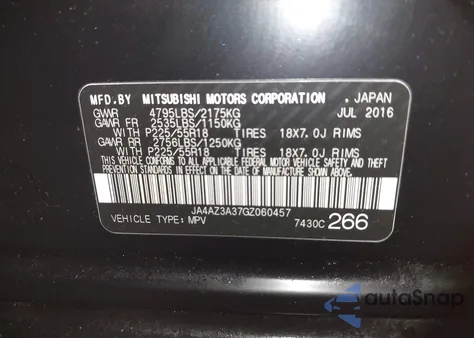 MFD.BY MITSUBISHI MOTORS CORPORATION . JAPAN
GVWR 4795LBS/2175KG JUL 2016
GAWR FR 2535LBS/1150KG
WITH P225/55R18 TIRES 18X7.0J RIMS
GAWR RR 2756LBS/1250KG
WITH P225/55R18 TIRES 18X7.0J RIMS
THIS VEHICLE CONFORMS TO ALL APPLICABLE FEDERAL MOTOR VEHICLE SAFETY, BUMPER AND THEFT
PREVENTION STANDARDS IN EFFECT ON THE DATE OF MANUFACTURE SHOWN ABOVE.
JA4AZ3A37GZ060457
VEHICLE TYPE: MPV 7430C 266
autoSnap